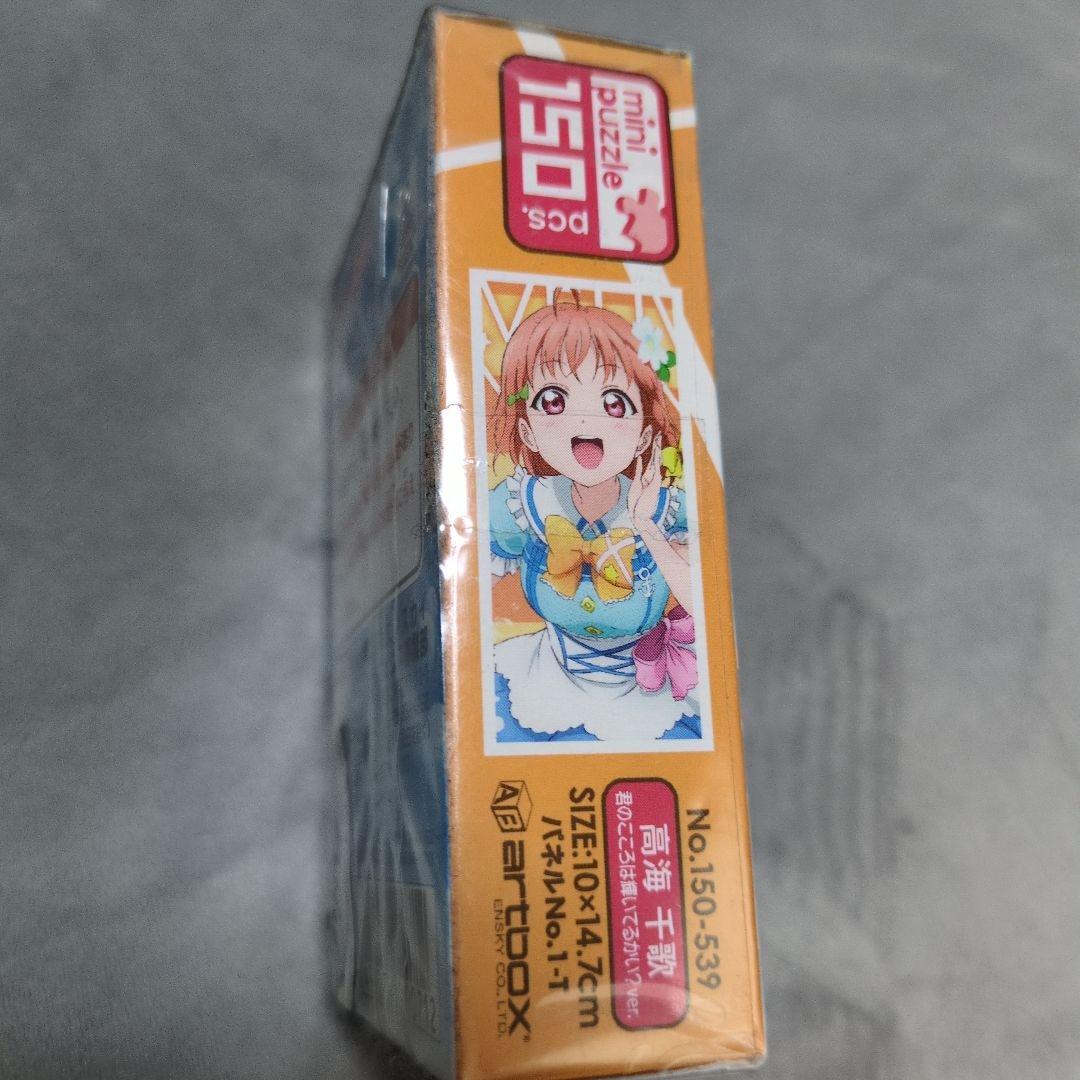 mini
puzzle
150
pcs.
No.150-539
高海 千歌
君のこころは輝いてるかい?ver.
SIZE:10×14.7cm
パネルNo.1-T
AB artbox®
ENSKY CO., LTD.